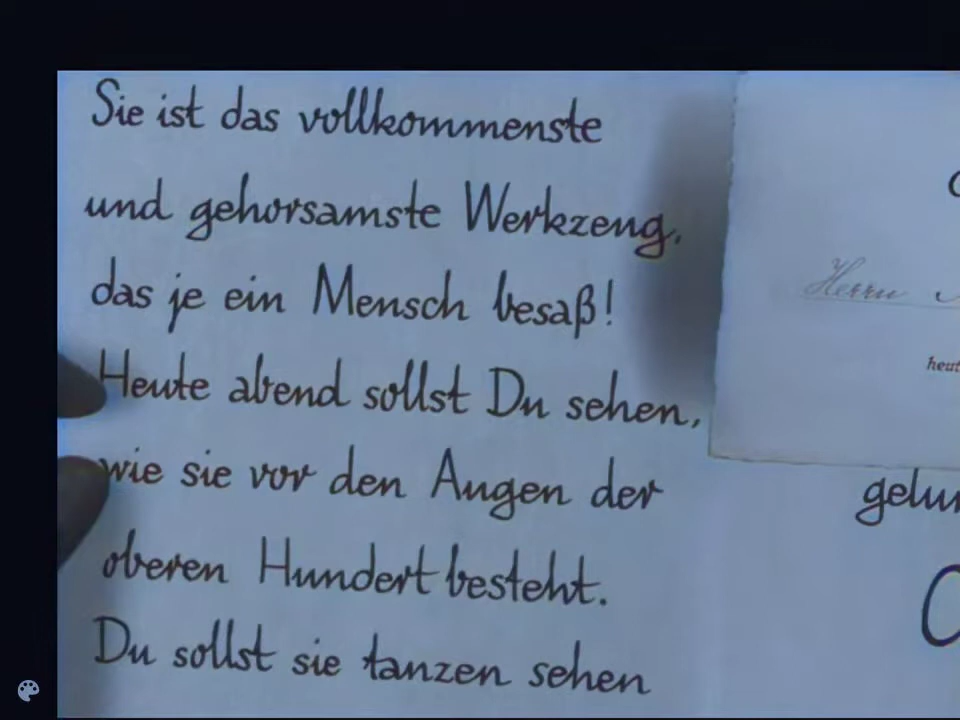 Sie ist das vollkommenste
und gehorsamste Werkzeug,
das je ein Mensch besaß!
Heute abend sollst Du sehen,
wie sie vor den Augen der
oberen Hundert besteht.
Du sollst sie tanzen sehen
Herrn